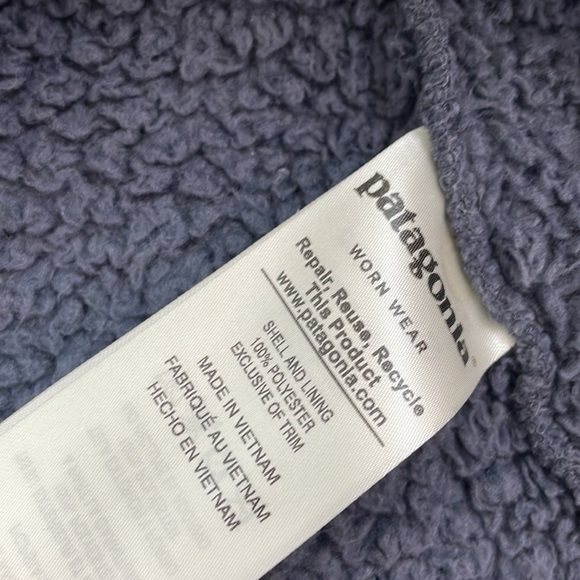 patagonia®
WORN WEAR
Repair, Reuse, Recycle
This Product
www.patagonia.com
SHELL AND LINING
100% POLYESTER
EXCLUSIVE OF TRIM
MADE IN VIETNAM
FABRIQUÉ AU VIETNAM
HECHO EN VIETNAM